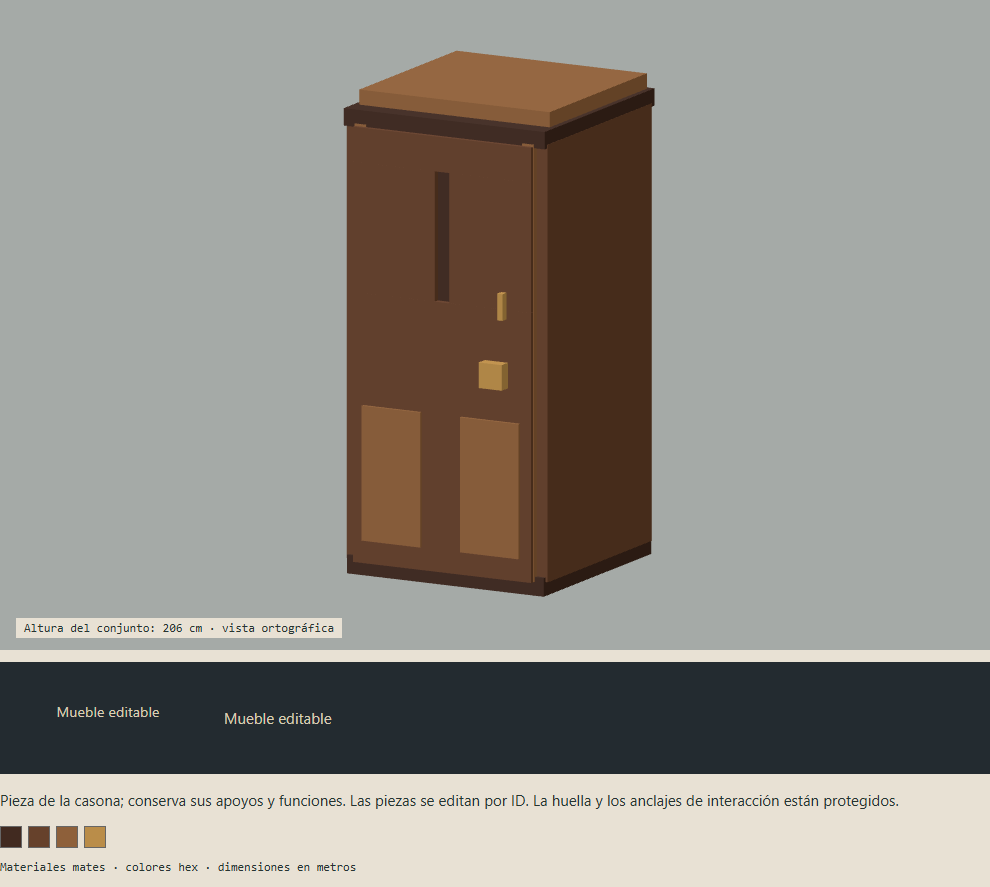 Altura del conjunto: 206 cm · vista ortográfica
Mueble editable
Mueble editable
Pieza de la casona; conserva sus apoyos y funciones. Las piezas se editan por ID. La huella y los anclajes de interacción están protegidos.
Materiales mates · colores hex · dimensiones en metros